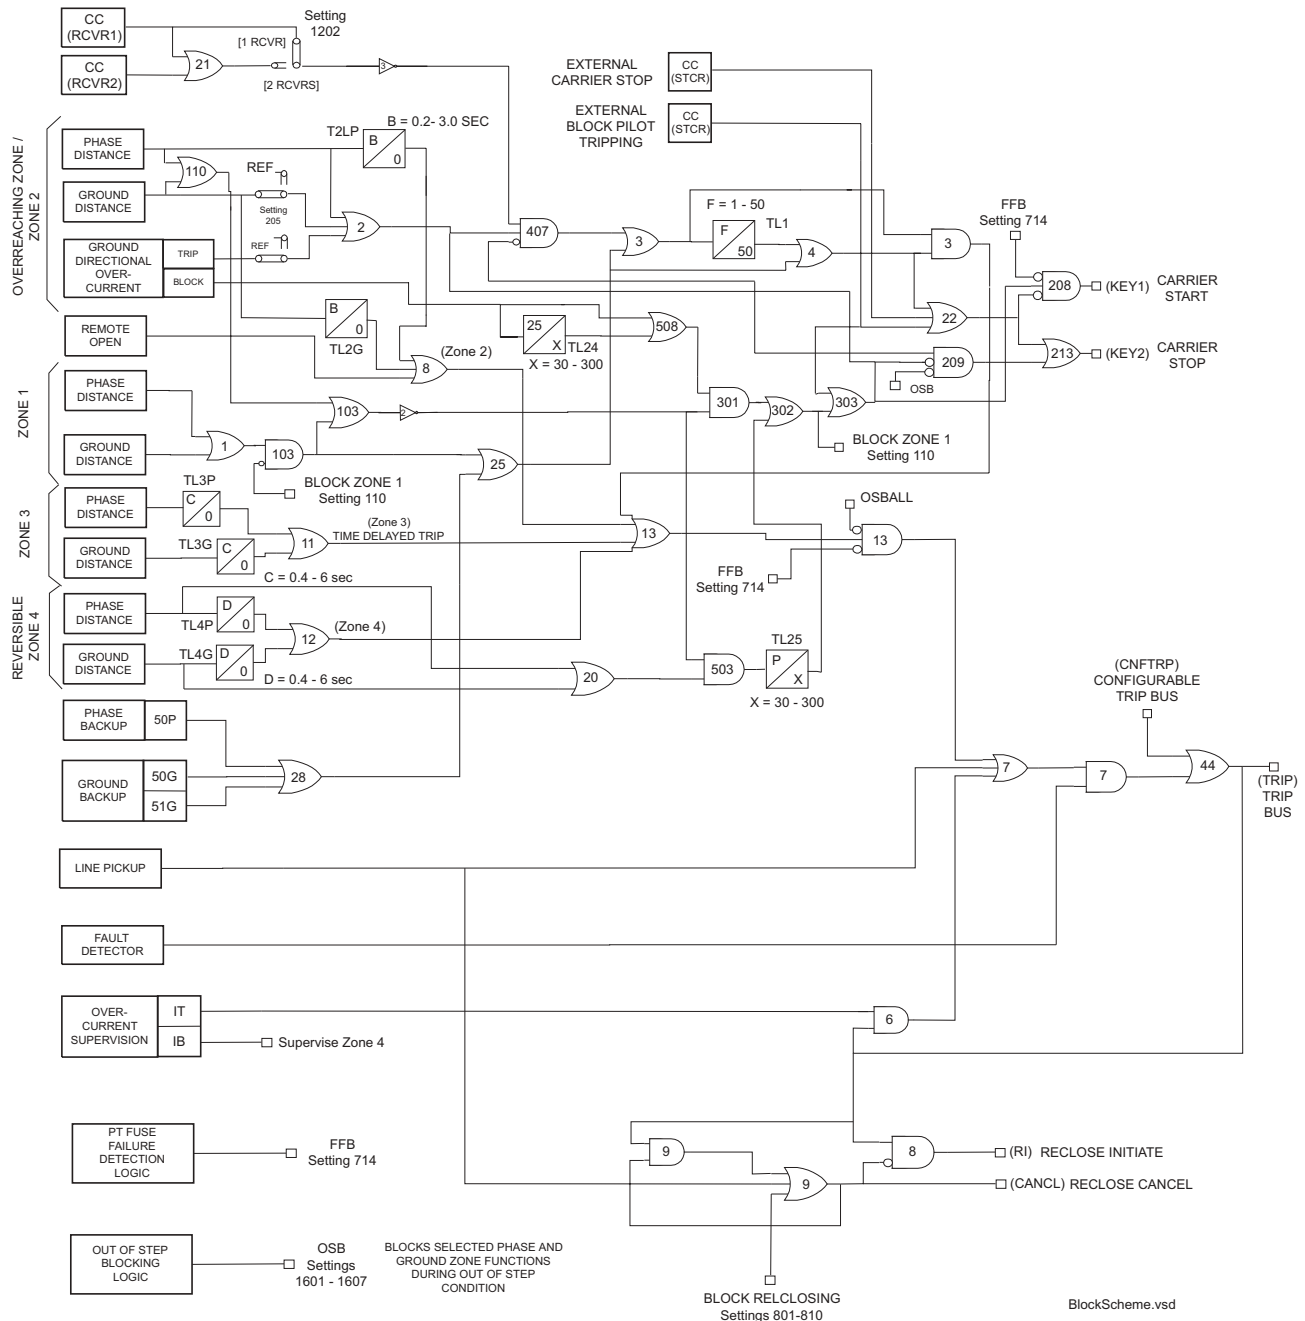 CC
(RCVR1)
Setting
1202
[1 RCVR]
CC
(RCVR2)
21
[2 RCVRS]
3
EXTERNAL
CARRIER STOP
CC
(STCR)
EXTERNAL
BLOCK PILOT
TRIPPING
CC
(STCR)
OVERREACHING ZONE /
ZONE 2
PHASE
DISTANCE
T2LP
B = 0.2- 3.0 SEC
B
0
110
REF
GROUND
DISTANCE
Setting
205
2
REF
GROUND
DIRECTIONAL
OVER-
CURRENT
TRIP
BLOCK
407
3
F = 1 - 50
F
50
TL1
4
3
FFB
Setting 714
208
(KEY1)
CARRIER
START
22
213
(KEY2)
CARRIER
STOP
209
OSB
REMOTE
OPEN
B
0
TL2G
(Zone 2)
8
25
X
TL24
X = 30 - 300
508
ZONE 1
PHASE
DISTANCE
GROUND
DISTANCE
1
103
2
103
BLOCK ZONE 1
Setting 110
25
301
302
303
BLOCK ZONE 1
Setting 110
ZONE 3
PHASE
DISTANCE
TL3P
C
0
GROUND
DISTANCE
TL3G
C
0
11
(Zone 3)
TIME DELAYED TRIP
C = 0.4 - 6 sec
13
OSBALL
13
FFB
Setting 714
REVERSIBLE
ZONE 4
PHASE
DISTANCE
D
0
TL4P
12
(Zone 4)
GROUND
DISTANCE
TL4G
D
0
D = 0.4 - 6 sec
20
503
TL25
P
X
X = 30 - 300
(CNFTRP)
CONFIGURABLE
TRIP BUS
PHASE
BACKUP
50P
GROUND
BACKUP
50G
51G
28
7
7
44
(TRIP)
TRIP
BUS
LINE PICKUP
FAULT
DETECTOR
OVER-
CURRENT
SUPERVISION
IT
IB
Supervise Zone 4
6
PT FUSE
FAILURE
DETECTION
LOGIC
FFB
Setting 714
9
9
8
(RI) RECLOSE INITIATE
(CANCL) RECLOSE CANCEL
OUT OF STEP
BLOCKING
LOGIC
OSB
Settings
1601 - 1607
BLOCKS SELECTED PHASE AND
GROUND ZONE FUNCTIONS
DURING OUT OF STEP
CONDITION
BLOCK RELCLOSING
Settings 801-810
BlockScheme.vsd